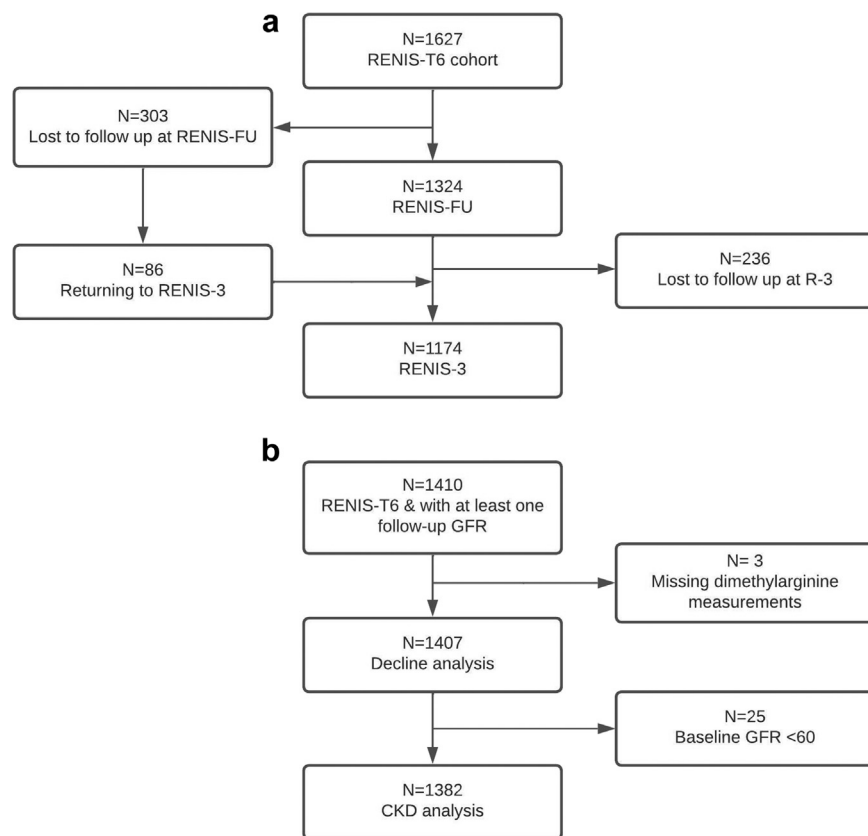 a
N=1627
RENIS-T6 cohort
N=303
Lost to follow up at RENIS-FU
N=1324
RENIS-FU
N=86
Returning to RENIS-3
N=236
Lost to follow up at R-3
N=1174
RENIS-3
b
N=1410
RENIS-T6 & with at least one
follow-up GFR
N= 3
Missing dimethylarginine
measurements
N=1407
Decline analysis
N=25
Baseline GFR <60
N=1382
CKD analysis